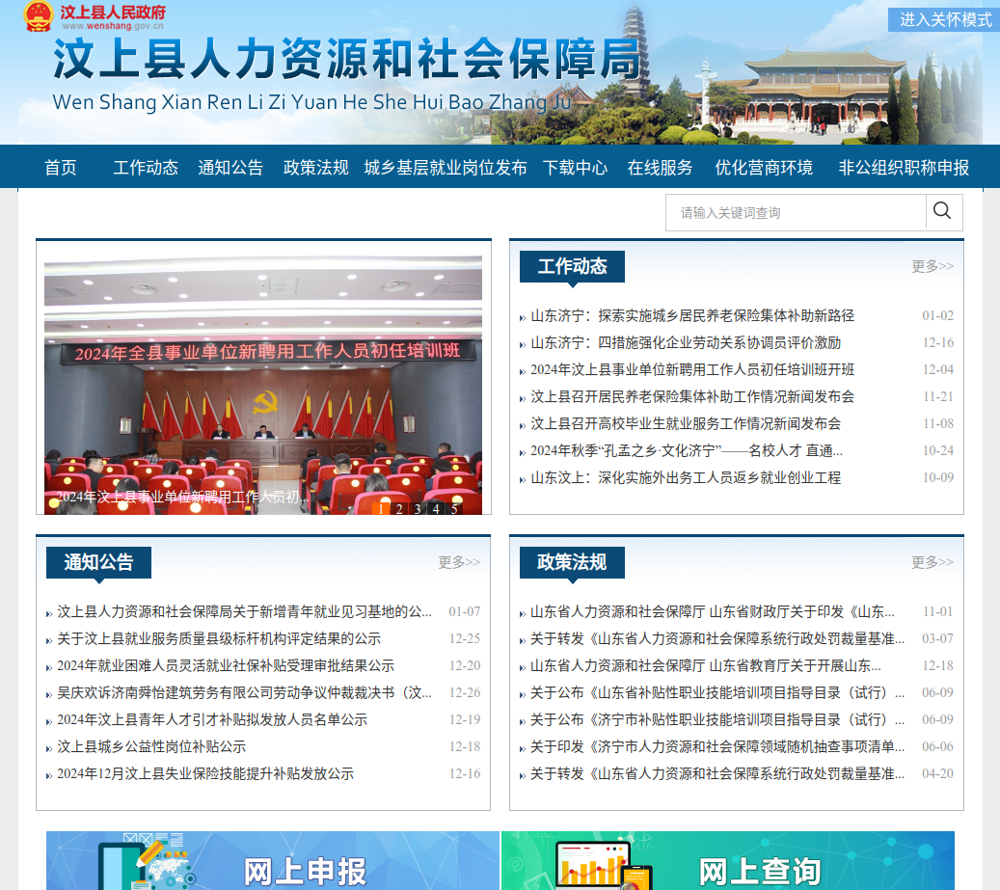 汶上县人民政府
www.wenshang.gov.cn
进入关怀模式
汶上县人力资源和社会保障局
Wen Shang Xian Ren Li Zi Yuan He She Hui Bao Zhang Ju
首页 工作动态 通知公告 政策法规 城乡基层就业岗位发布 下载中心 在线服务 优化营商环境 非公组织职称申报
请输入关键词查询
2024年全县事业单位新聘用工作人员初任培训班
2024年汶上县事业单位新聘用工作人员初...
1 2 3 4 5
工作动态 更多>>
山东济宁：探索实施城乡居民养老保险集体补助新路径 01-02
山东济宁：四措施强化企业劳动关系协调员评价激励 12-16
2024年汶上县事业单位新聘用工作人员初任培训班开班 12-04
汶上县召开居民养老保险集体补助工作情况新闻发布会 11-21
汶上县召开高校毕业生就业服务工作情况新闻发布会 11-08
2024年秋季“孔孟之乡·文化济宁”——名校人才 直通... 10-24
山东汶上：深化实施外出务工人员返乡就业创业工程 10-09
通知公告 更多>>
汶上县人力资源和社会保障局关于新增青年就业见习基地的公... 01-07
关于汶上县就业服务质量县级标杆机构评定结果的公示 12-25
2024年就业困难人员灵活就业社保补贴受理审批结果公示 12-20
吴庆欢诉济南舜怡建筑劳务有限公司劳动争议仲裁裁决书（汶... 12-26
2024年汶上县青年人才引才补贴拟发放人员名单公示 12-19
汶上县城乡公益性岗位补贴公示 12-18
2024年12月汶上县失业保险技能提升补贴发放公示 12-16
政策法规 更多>>
山东省人力资源和社会保障厅 山东省财政厅关于印发《山东... 11-01
关于转发《山东省人力资源和社会保障系统行政处罚裁量基准... 03-07
山东省人力资源和社会保障厅 山东省教育厅关于开展山东... 12-18
关于公布《山东省补贴性职业技能培训项目指导目录（试行）... 06-09
关于公布《济宁市补贴性职业技能培训项目指导目录（试行）... 06-09
关于印发《济宁市人力资源和社会保障领域随机抽查事项清单... 06-06
关于转发《山东省人力资源和社会保障系统行政处罚裁量基准... 04-20
网上申报
网上查询